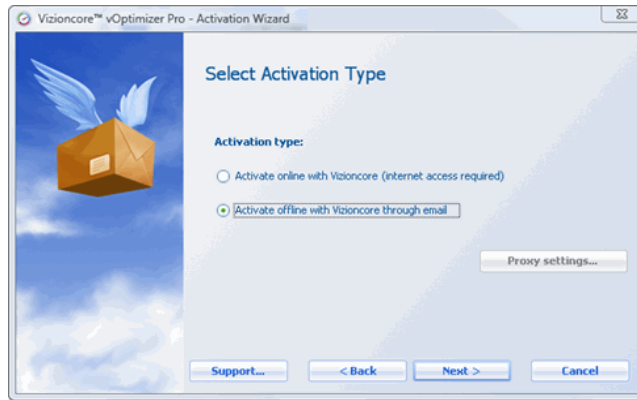 Vizioncore™ vOptimizer Pro - Activation Wizard
Select Activation Type
Activation type:
Activate online with Vizioncore (internet access required)
Activate offline with Vizioncore through email
Proxy settings...
Support... < Back Next > Cancel